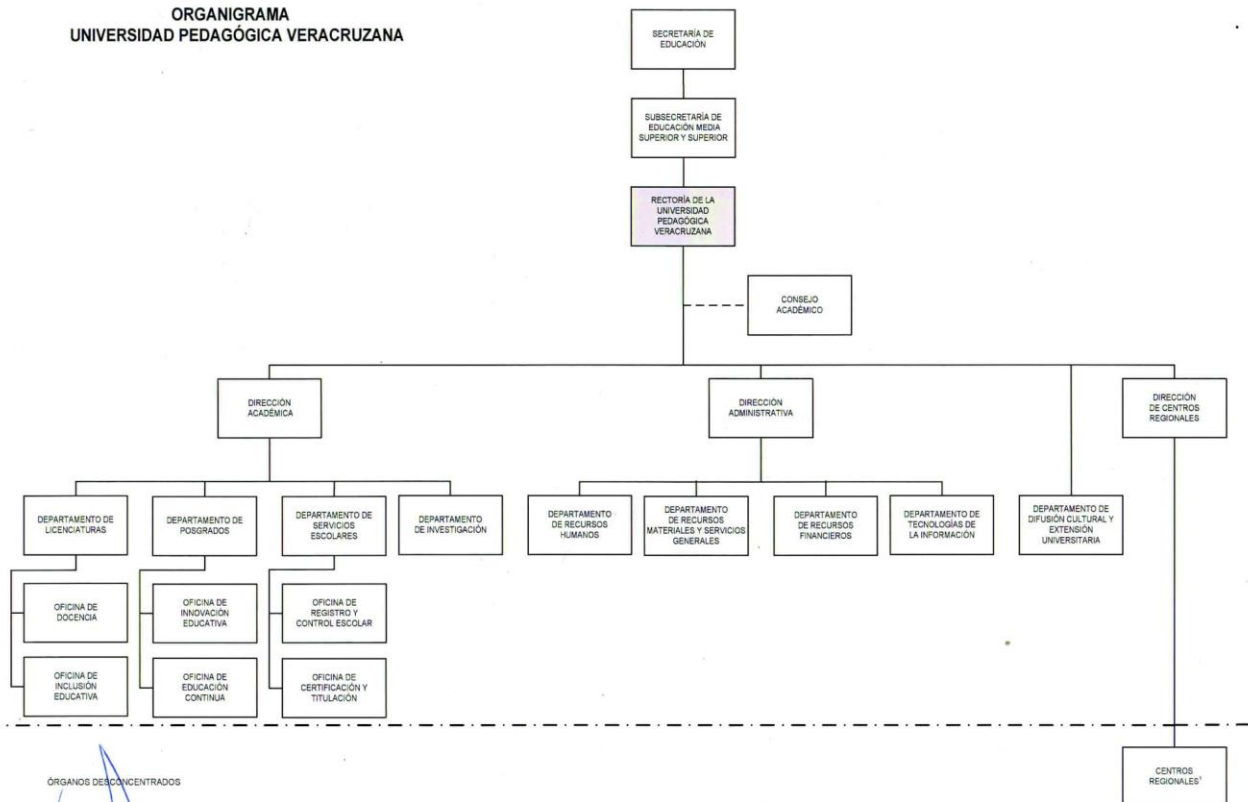 ORGANIGRAMA
UNIVERSIDAD PEDAGÓGICA VERACRUZANA
SECRETARÍA DE
EDUCACIÓN
SUBSECRETARÍA DE
EDUCACIÓN MEDIA
SUPERIOR Y SUPERIOR
RECTORÍA DE LA
UNIVERSIDAD
PEDAGÓGICA
VERACRUZANA
CONSEJO
ACADÉMICO
DIRECCIÓN
ACADÉMICA
DIRECCIÓN
ADMINISTRATIVA
DIRECCIÓN
DE CENTROS
REGIONALES
DEPARTAMENTO DE
LICENCIATURAS
DEPARTAMENTO DE
POSGRADOS
DEPARTAMENTO DE
SERVICIOS
ESCOLARES
DEPARTAMENTO
DE INVESTIGACIÓN
DEPARTAMENTO
DE RECURSOS
HUMANOS
DEPARTAMENTO
DE RECURSOS
MATERIALES Y SERVICIOS
GENERALES
DEPARTAMENTO
DE RECURSOS
FINANCIEROS
DEPARTAMENTO DE
TECNOLOGÍAS DE
LA INFORMACIÓN
DEPARTAMENTO DE
DIFUSIÓN CULTURAL Y
EXTENSIÓN
UNIVERSITARIA
OFICINA DE
DOCENCIA
OFICINA DE
INNOVACIÓN
EDUCATIVA
OFICINA DE
REGISTRO Y
CONTROL ESCOLAR
OFICINA DE
INCLUSIÓN
EDUCATIVA
OFICINA DE
EDUCACIÓN
CONTINUA
OFICINA DE
CERTIFICACIÓN Y
TITULACIÓN
ÓRGANOS DESCONCENTRADOS
CENTROS
REGIONALES¹